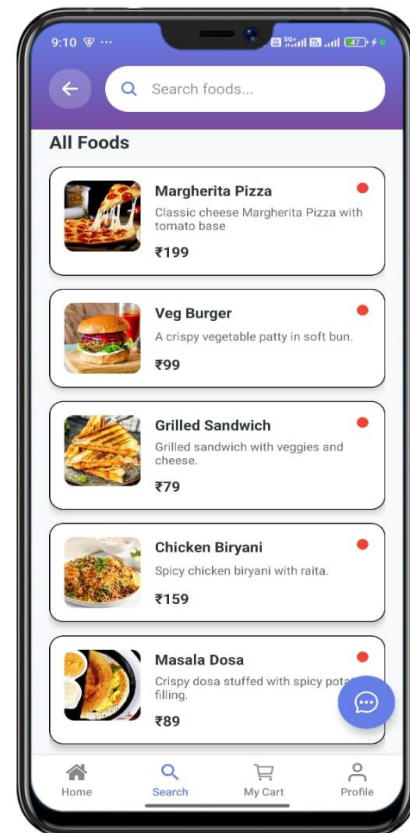 9:10
Search foods...
All Foods
Margherita Pizza
Classic cheese Margherita Pizza with
tomato base
₹199
Veg Burger
A crispy vegetable patty in soft bun.
₹99
Grilled Sandwich
Grilled sandwich with veggies and
cheese.
₹79
Chicken Biryani
Spicy chicken biryani with raita.
₹159
Masala Dosa
Crispy dosa stuffed with spicy
filling.
₹89
Home Search My Cart Profile